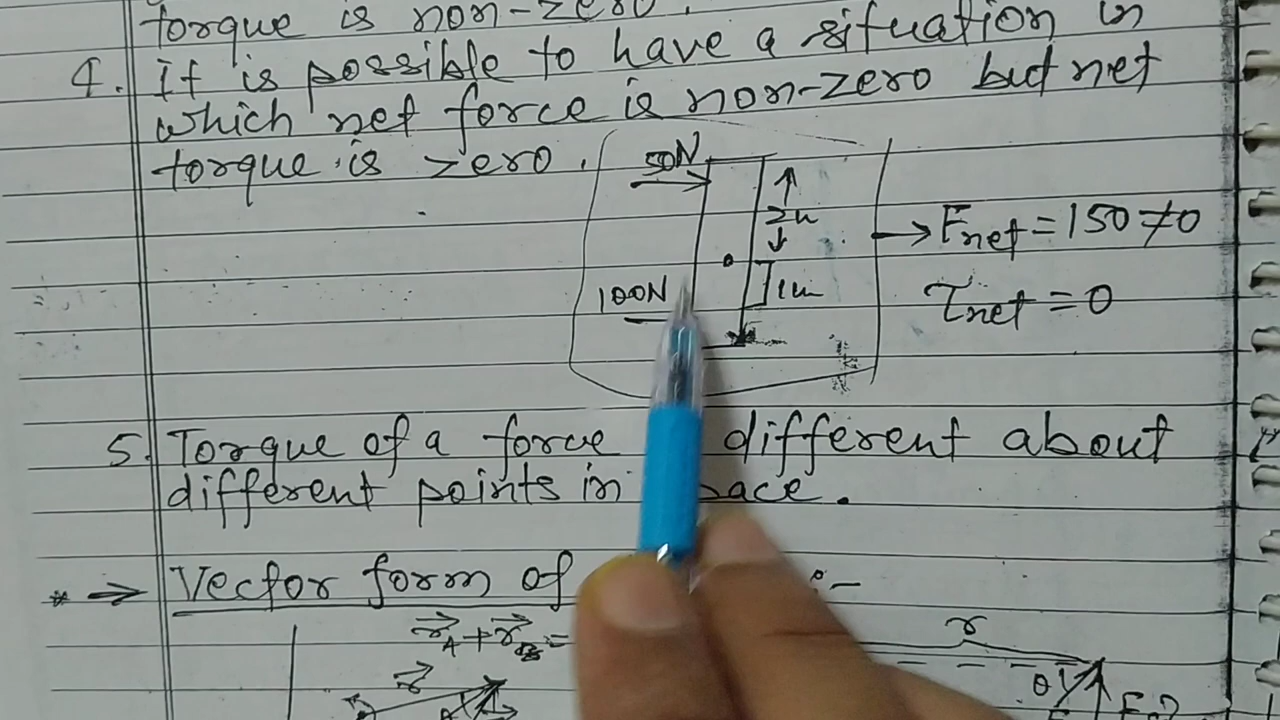 torque is non-zero.
4. It is possible to have a situation in
which net force is non-zero but net
torque is zero.
50N
2m
100N
1m
→ Fnet = 150 ≠ 0
τnet = 0
5. Torque of a force different about
different points in
* ⇒ Vector form of :-
r⃗A + r⃗B =
r
r⃗
θ